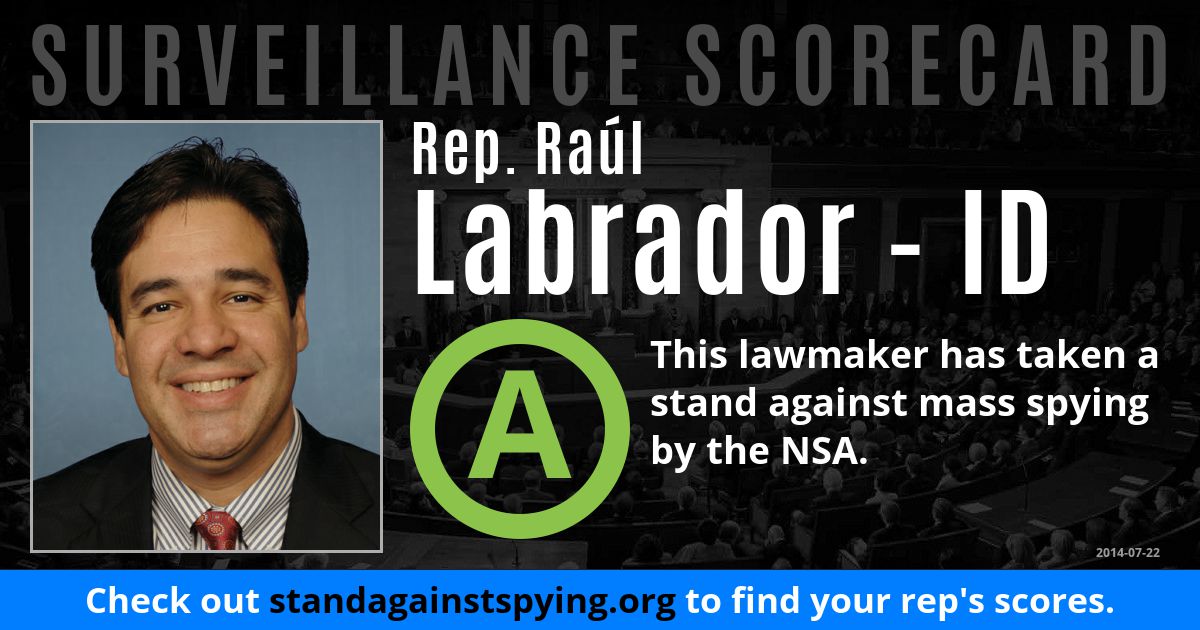 SURVEILLANCE SCORECARD
Rep. Raúl
Labrador - ID
A
This lawmaker has taken a
stand against mass spying
by the NSA.
2014-07-22
Check out standagainstspying.org to find your rep's scores.